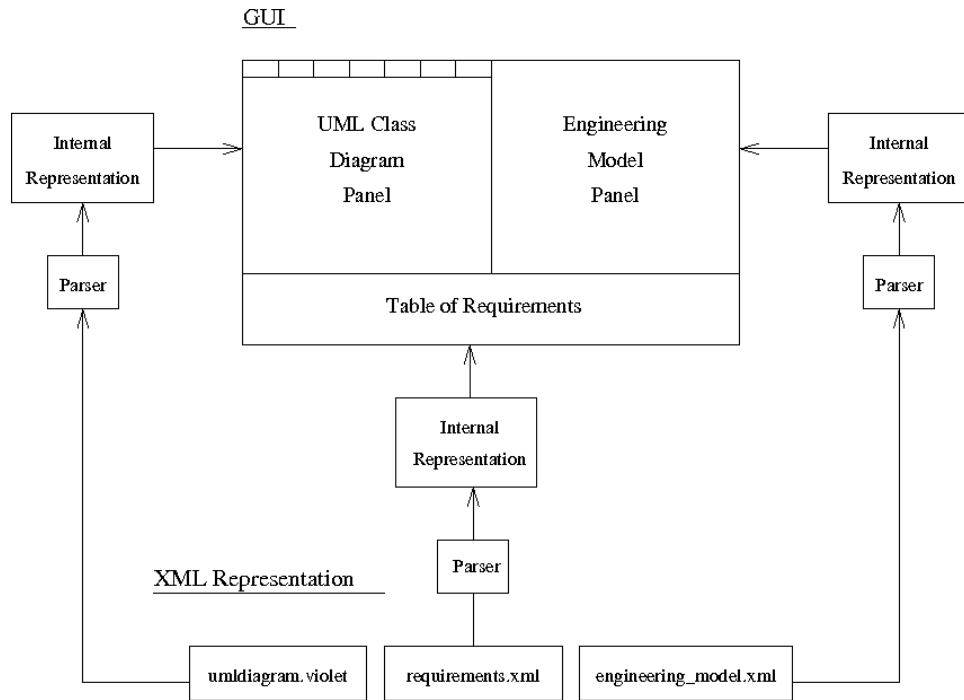 GUI
UML Class
Diagram
Panel
Engineering
Model
Panel
Internal
Representation
Internal
Representation
Parser
Parser
Table of Requirements
Internal
Representation
Parser
XML Representation
umldiagram.violet
requirements.xml
engineering_model.xml